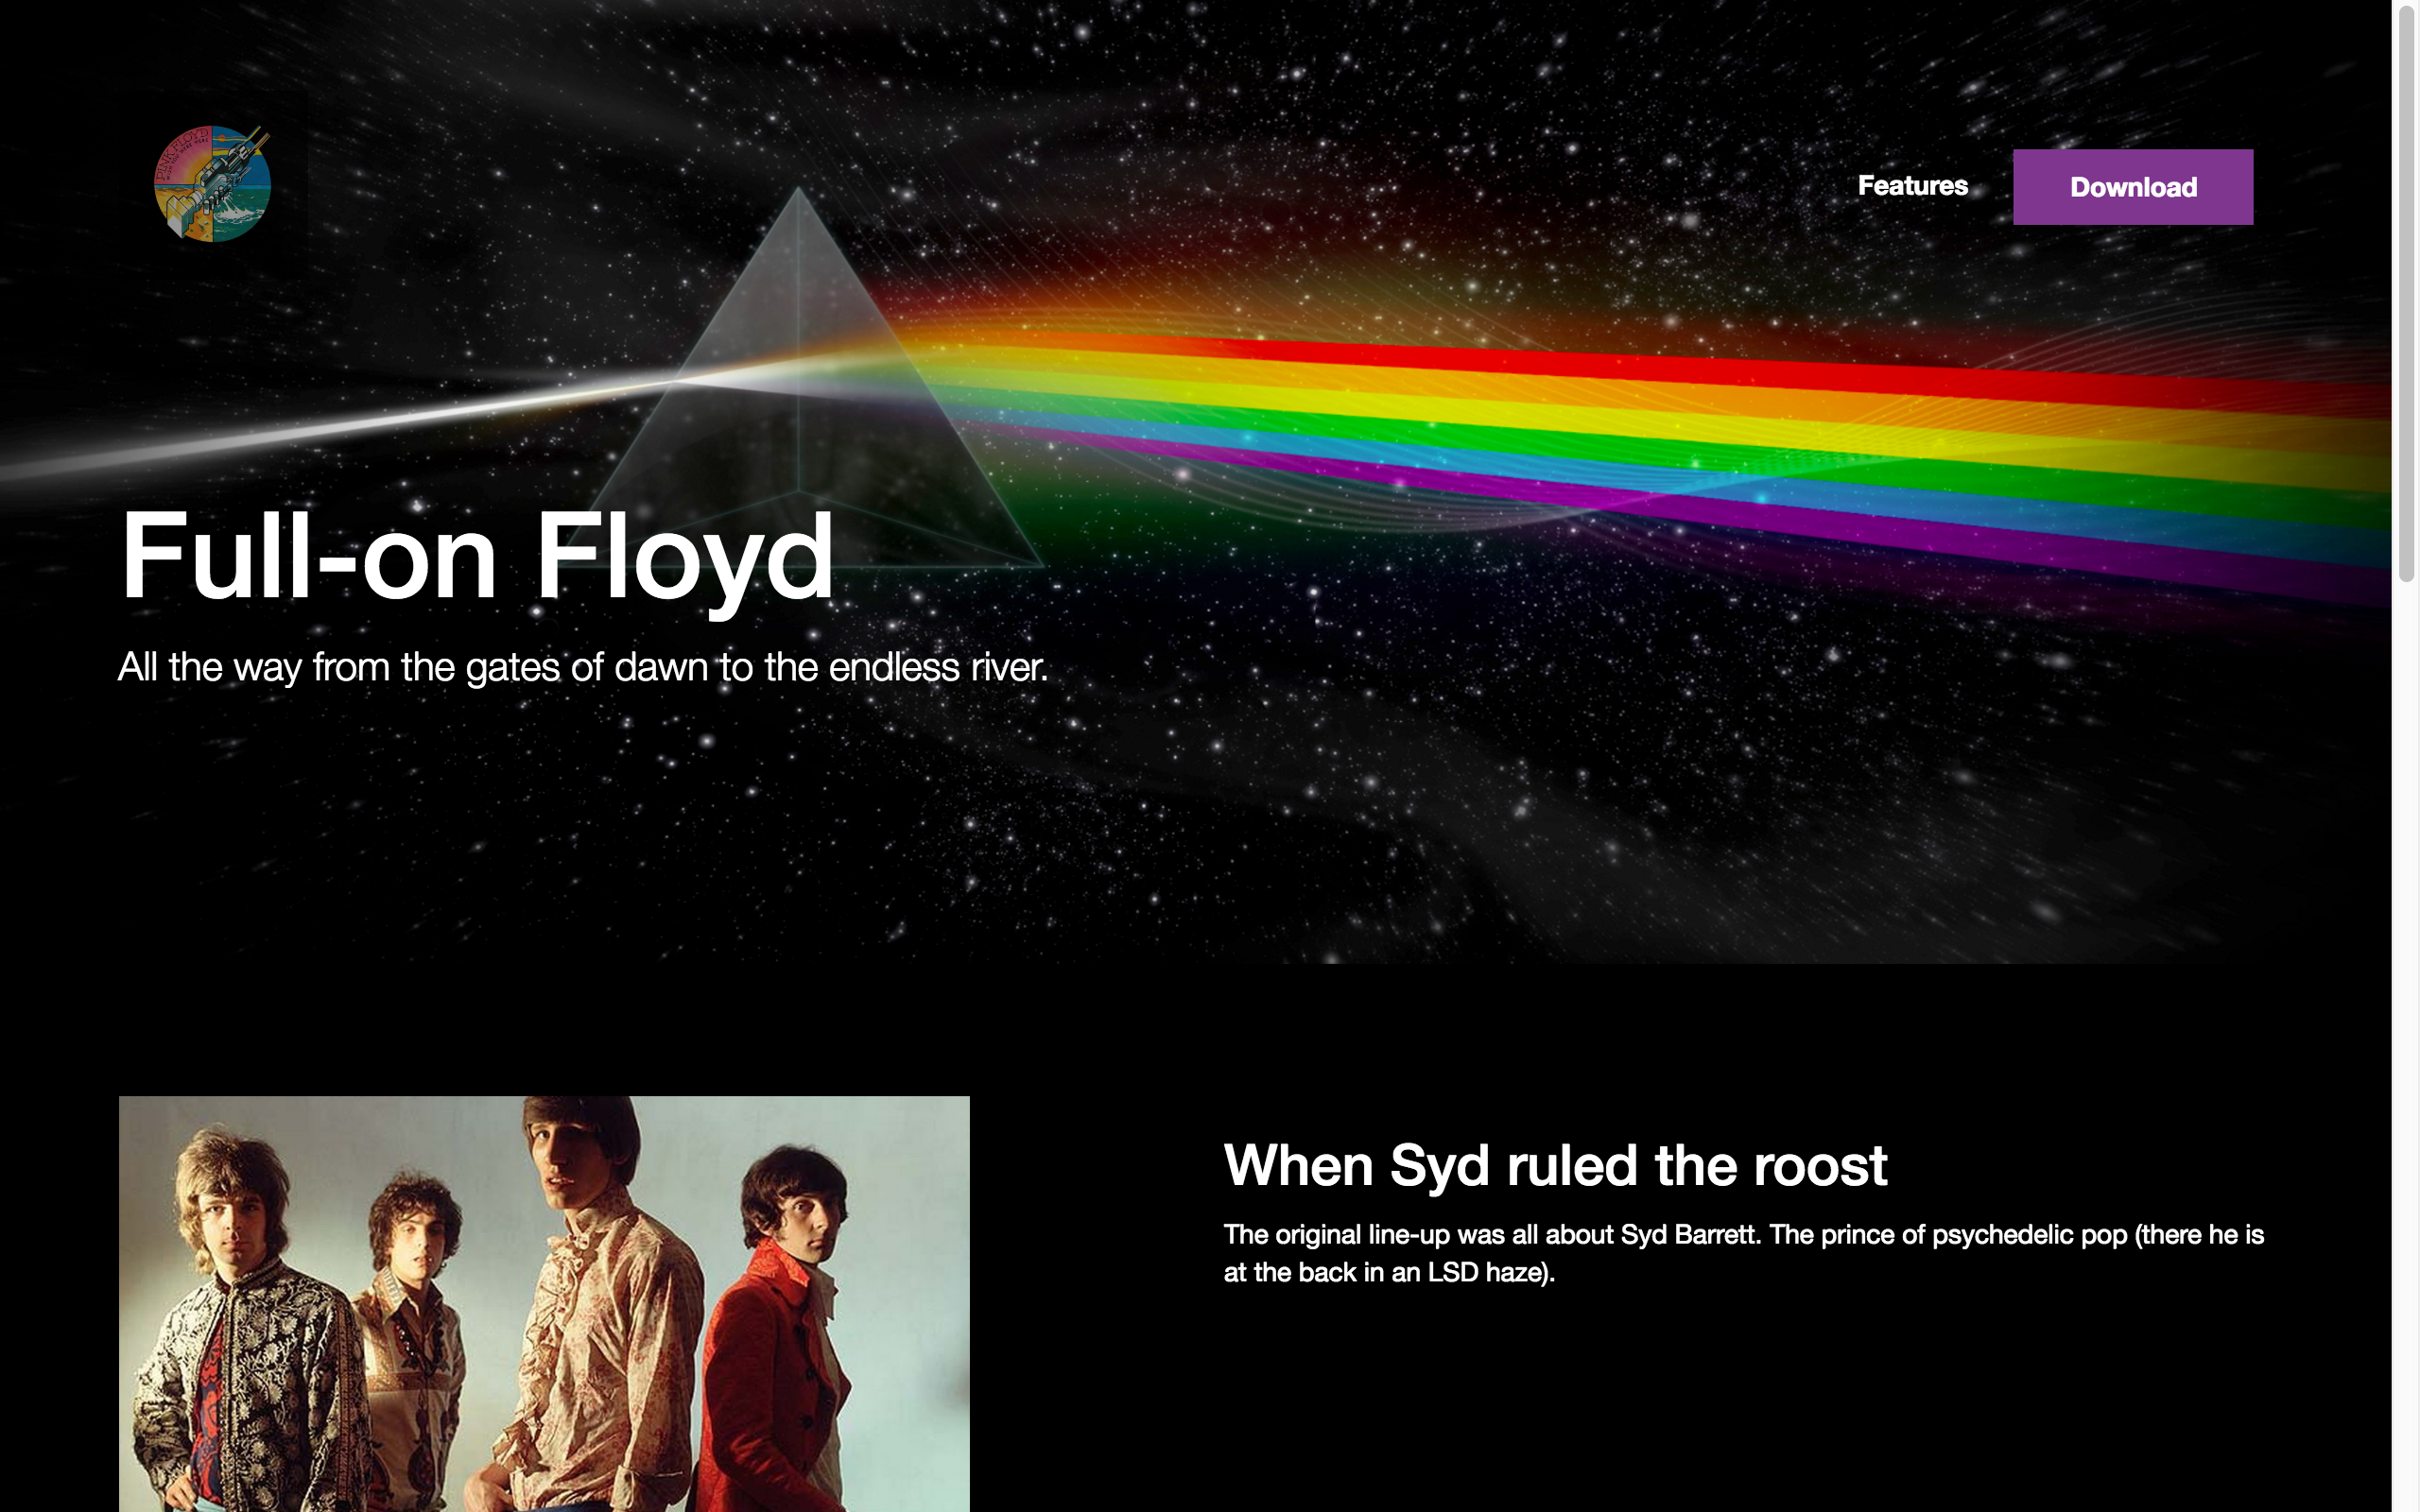 PINK FLOYD
Features
Download
Full-on Floyd
All the way from the gates of dawn to the endless river.
When Syd ruled the roost
The original line-up was all about Syd Barrett. The prince of psychedelic pop (there he is
at the back in an LSD haze).